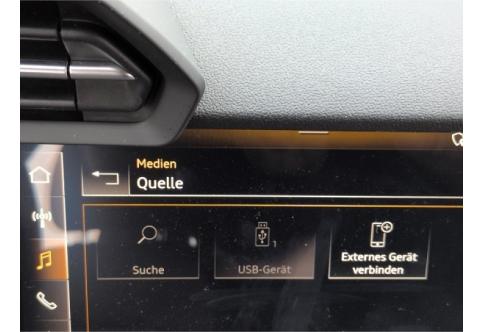 Medien
Quelle
Suche
1
USB-Gerät
Externes Gerät
verbinden